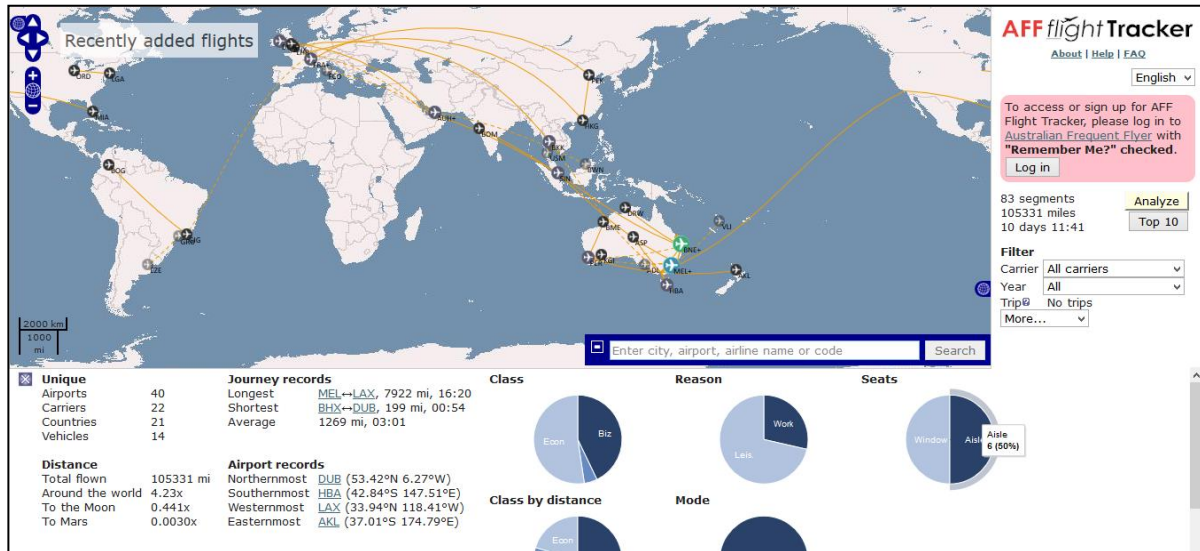 Recently added flights
ORD
LGA
MIA
BOG
EZE
FCO
AUH+
BOM
PEK
HKG
BKK
USM
BWN
SIN
DRW
BME
ASP
VLI
BNE+
MEL+
HBA
AKL
2000 km
1000
mi
Enter city, airport, airline name or code
Search
AFF flight Tracker
About | Help | FAQ
English
To access or sign up for AFF
Flight Tracker, please log in to
Australian Frequent Flyer with
"Remember Me?" checked.
Log in
83 segments
105331 miles
10 days 11:41
Analyze
Top 10
Filter
Carrier All carriers
Year All
Trip? No trips
More...
Unique
Airports 40
Carriers 22
Countries 21
Vehicles 14
Distance
Total flown 105331 mi
Around the world 4.23x
To the Moon 0.441x
To Mars 0.0030x
Journey records
Longest MEL↔LAX, 7922 mi, 16:20
Shortest BHX↔DUB, 199 mi, 00:54
Average 1269 mi, 03:01
Airport records
Northernmost DUB (53.42°N 6.27°W)
Southernmost HBA (42.84°S 147.51°E)
Westernmost LAX (33.94°N 118.41°W)
Easternmost AKL (37.01°S 174.79°E)
Class
Econ
Biz
Reason
Work
Leis
Seats
Window
Aisle
Aisle
6 (50%)
Class by distance
Econ
Mode